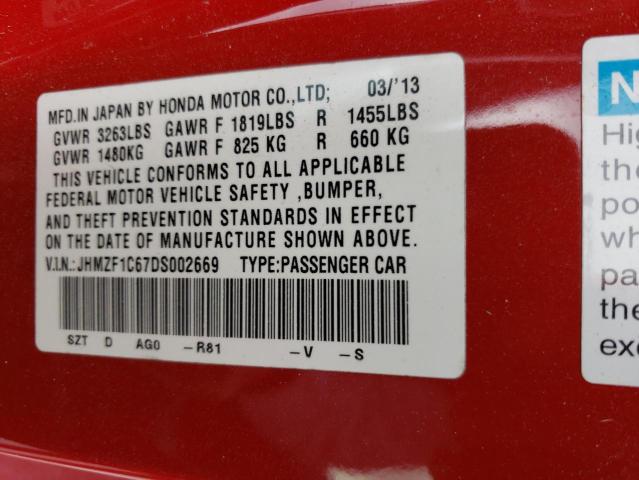 MFD.IN JAPAN BY HONDA MOTOR CO.,LTD; 03/'13
GVWR 3263LBS GAWR F 1819LBS R 1455LBS
GVWR 1480KG GAWR F 825 KG R 660 KG
THIS VEHICLE CONFORMS TO ALL APPLICABLE
FEDERAL MOTOR VEHICLE SAFETY ,BUMPER,
AND THEFT PREVENTION STANDARDS IN EFFECT
ON THE DATE OF MANUFACTURE SHOWN ABOVE.
V.I.N.:JHMZF1C67DS002669 TYPE:PASSENGER CAR
SZT D AG0 -R81 -V -S
N
Hig
the
po
wh
pa
the
exc